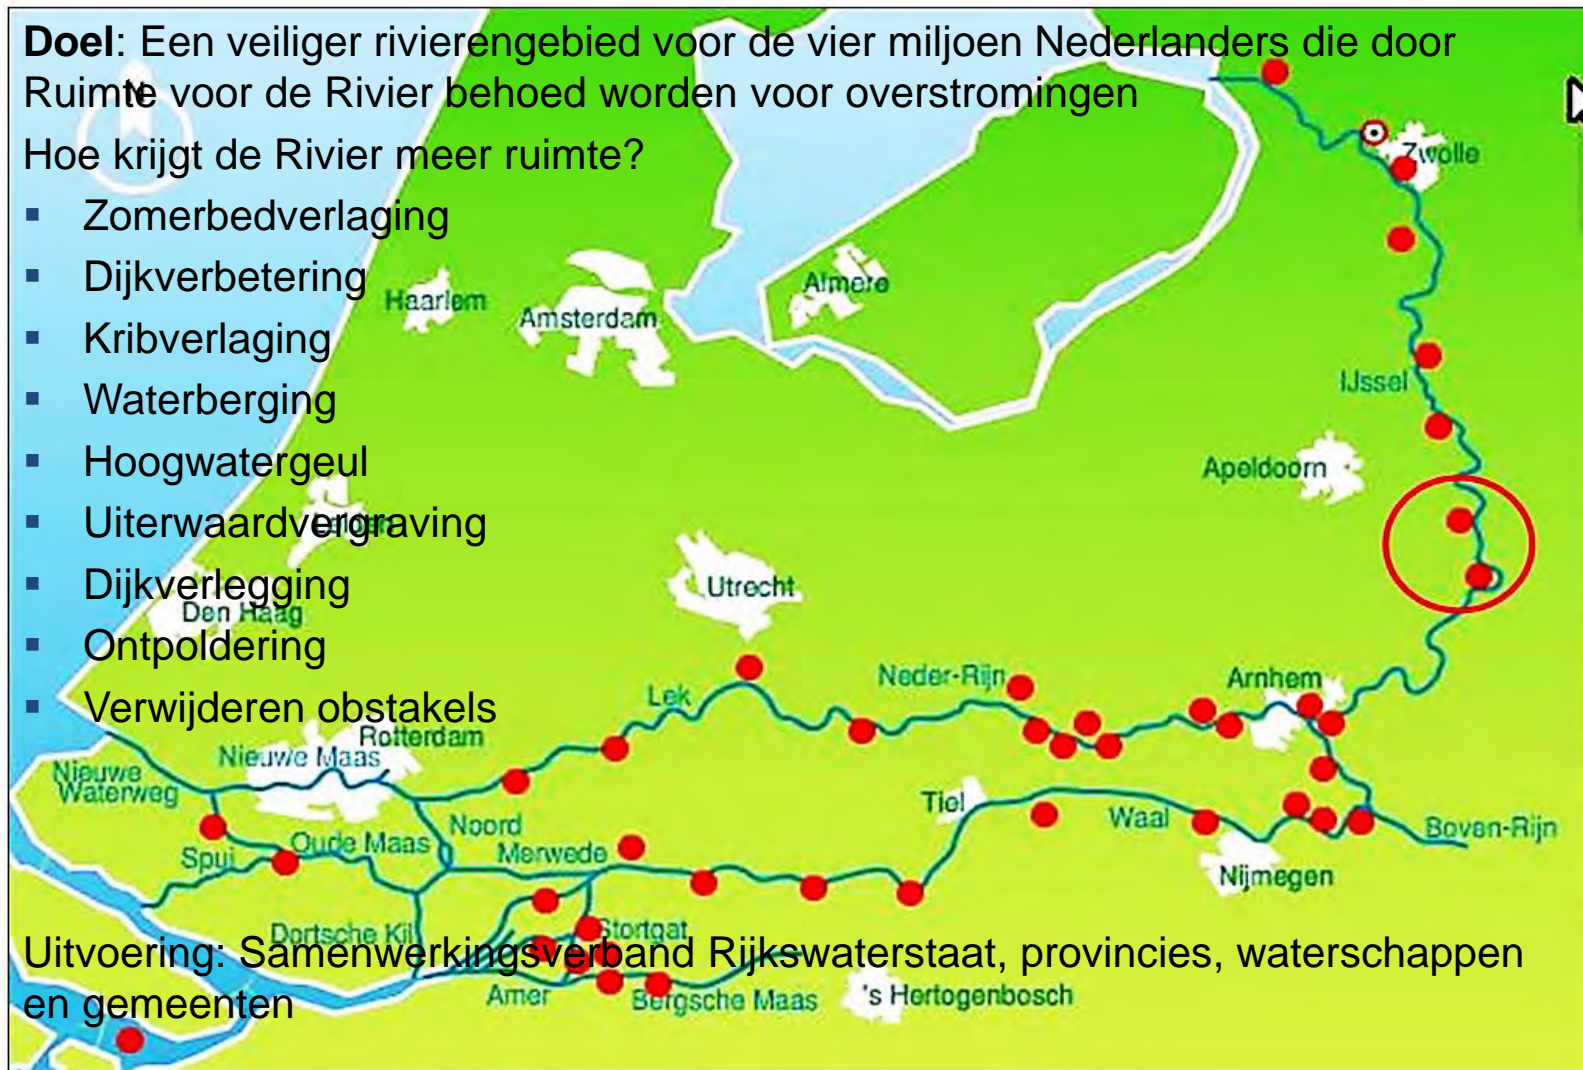 Doel: Een veiliger rivierengebied voor de vier miljoen Nederlanders die door
Ruimte voor de Rivier behoed worden voor overstromingen
Hoe krijgt de Rivier meer ruimte?
▪ Zomerbedverlaging
▪ Dijkverbetering
▪ Kribverlaging
▪ Waterberging
▪ Hoogwatergeul
▪ Uiterwaardvergraving
▪ Dijkverlegging
▪ Ontpoldering
▪ Verwijderen obstakels
Uitvoering: Samenwerkingsverband Rijkswaterstaat, provincies, waterschappen
en gemeenten
N
Zwolle
Haarlem
Amsterdam
Almere
IJssel
Apeldoorn
Leiden
Utrecht
Den Haag
Lek
Neder-Rijn
Arnhem
Rotterdam
Nieuwe Maas
Nieuwe
Waterweg
Tiel
Waal
Boven-Rijn
Noord
Spui
Oude Maas
Merwede
Nijmegen
Dortsche Kil
Stortgat
Amer
Bergsche Maas
's Hertogenbosch